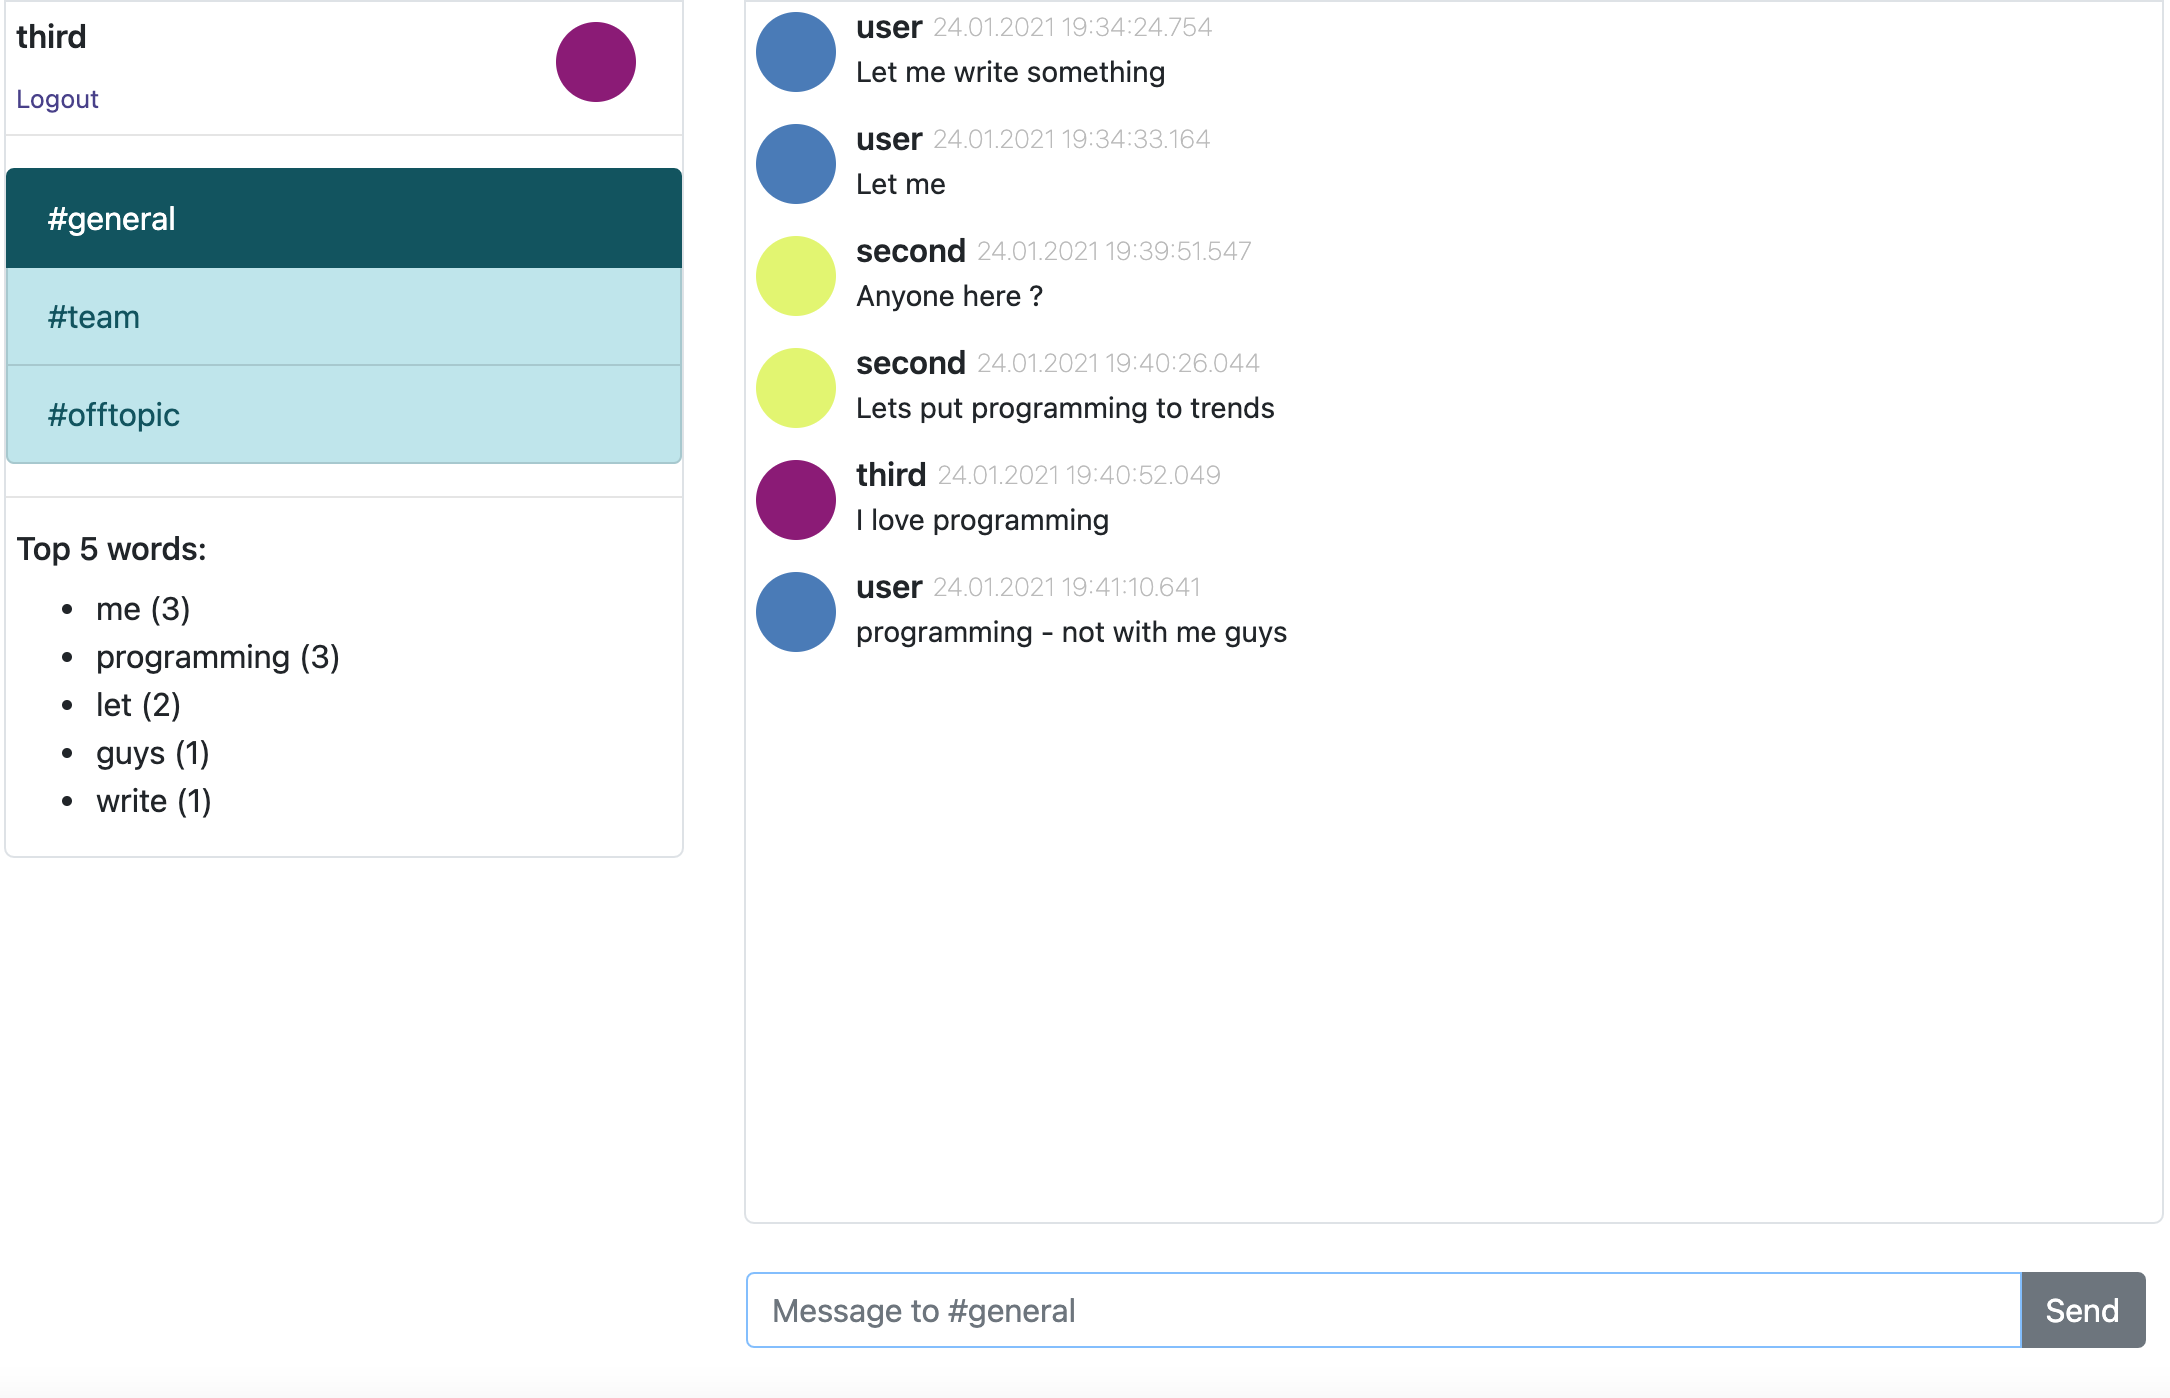 third
Logout
#general
#team
#offtopic
Top 5 words:
me (3)
programming (3)
let (2)
guys (1)
write (1)
user 24.01.2021 19:34:24.754
Let me write something
user 24.01.2021 19:34:33.164
Let me
second 24.01.2021 19:39:51.547
Anyone here ?
second 24.01.2021 19:40:26.044
Lets put programming to trends
third 24.01.2021 19:40:52.049
I love programming
user 24.01.2021 19:41:10.641
programming - not with me guys
Message to #general
Send